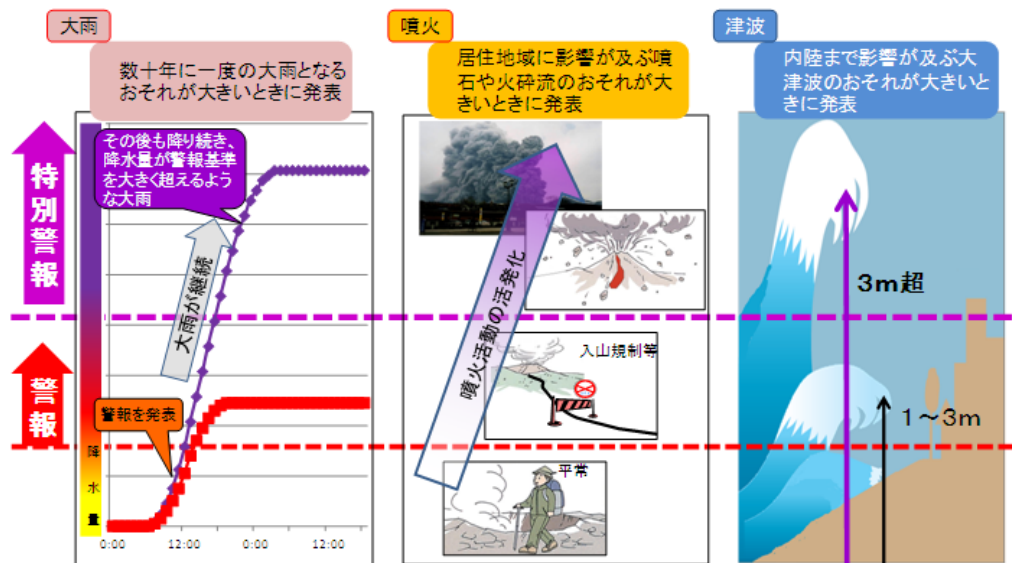 大雨
数十年に一度の大雨となる
おそれが大きいときに発表
噴火
居住地域に影響が及ぶ噴
石や火砕流のおそれが大
きいときに発表
津波
内陸まで影響が及ぶ大
津波のおそれが大きいと
きに発表
特別警報
警報
その後も降り続き、
降水量が警報基準
を大きく超えるよう
な大雨
大雨が継続
警報を発表
降水量
0:00
12:00
0:00
12:00
噴火活動の活発化
入山規制等
平常
3m超
1～3m